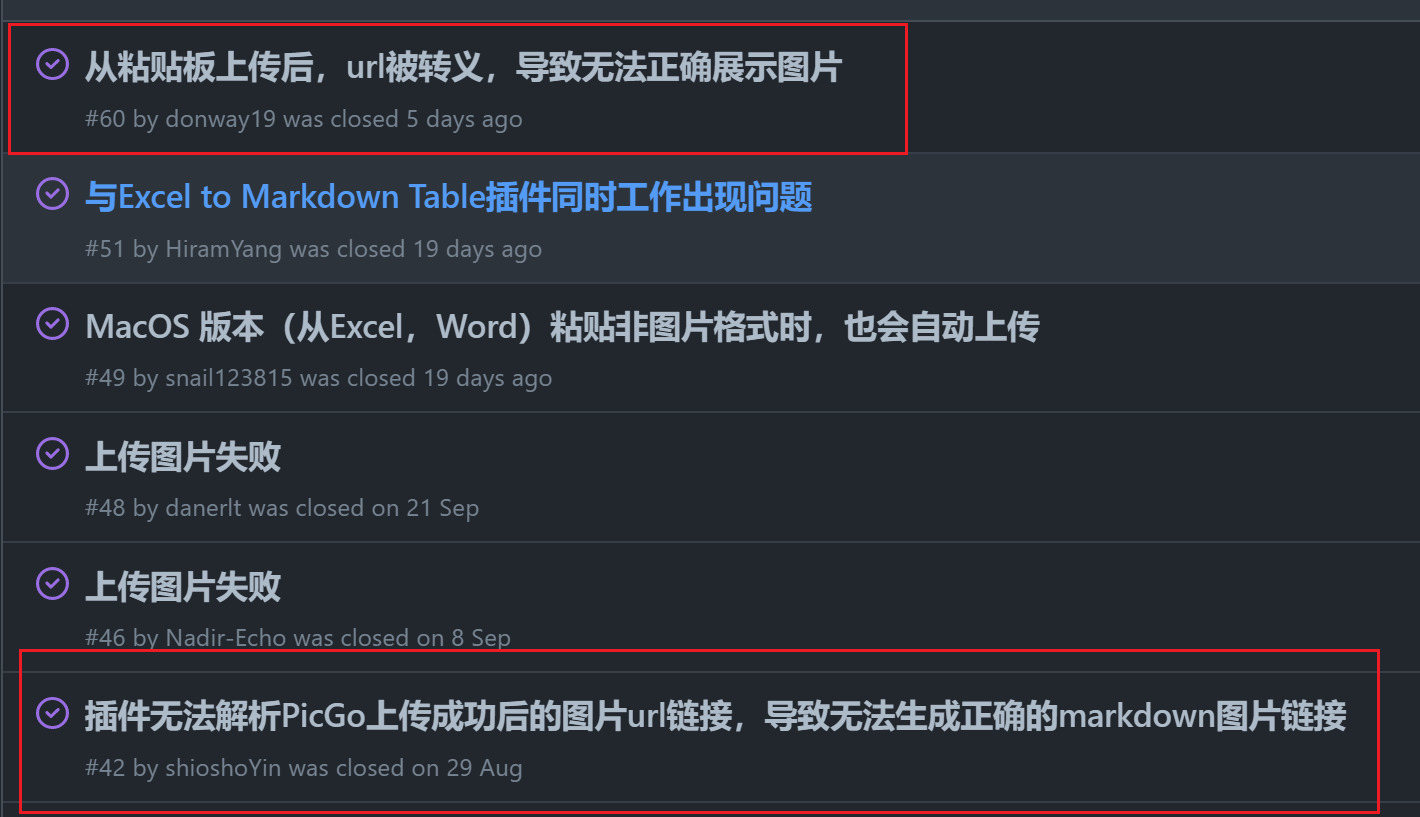 从粘贴板上传后，url被转义，导致无法正确展示图片
#60 by donway19 was closed 5 days ago
与Excel to Markdown Table插件同时工作出现问题
#51 by HiramYang was closed 19 days ago
MacOS 版本（从Excel，Word）粘贴非图片格式时，也会自动上传
#49 by snail123815 was closed 19 days ago
上传图片失败
#48 by danerlt was closed on 21 Sep
上传图片失败
#46 by Nadir-Echo was closed on 8 Sep
插件无法解析PicGo上传成功后的图片url链接，导致无法生成正确的markdown图片链接
#42 by shioshoYin was closed on 29 Aug